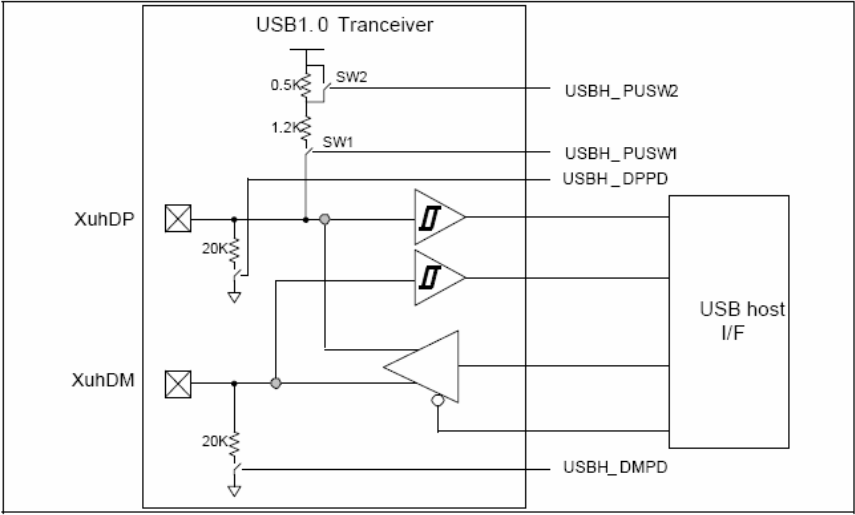 USB1.0 Tranceiver
0.5K
SW2
USBH_PUSW2
1.2K
SW1
USBH_PUSW1
USBH_DPPD
XuhDP
20K
USB host
I/F
XuhDM
20K
USBH_DMPD